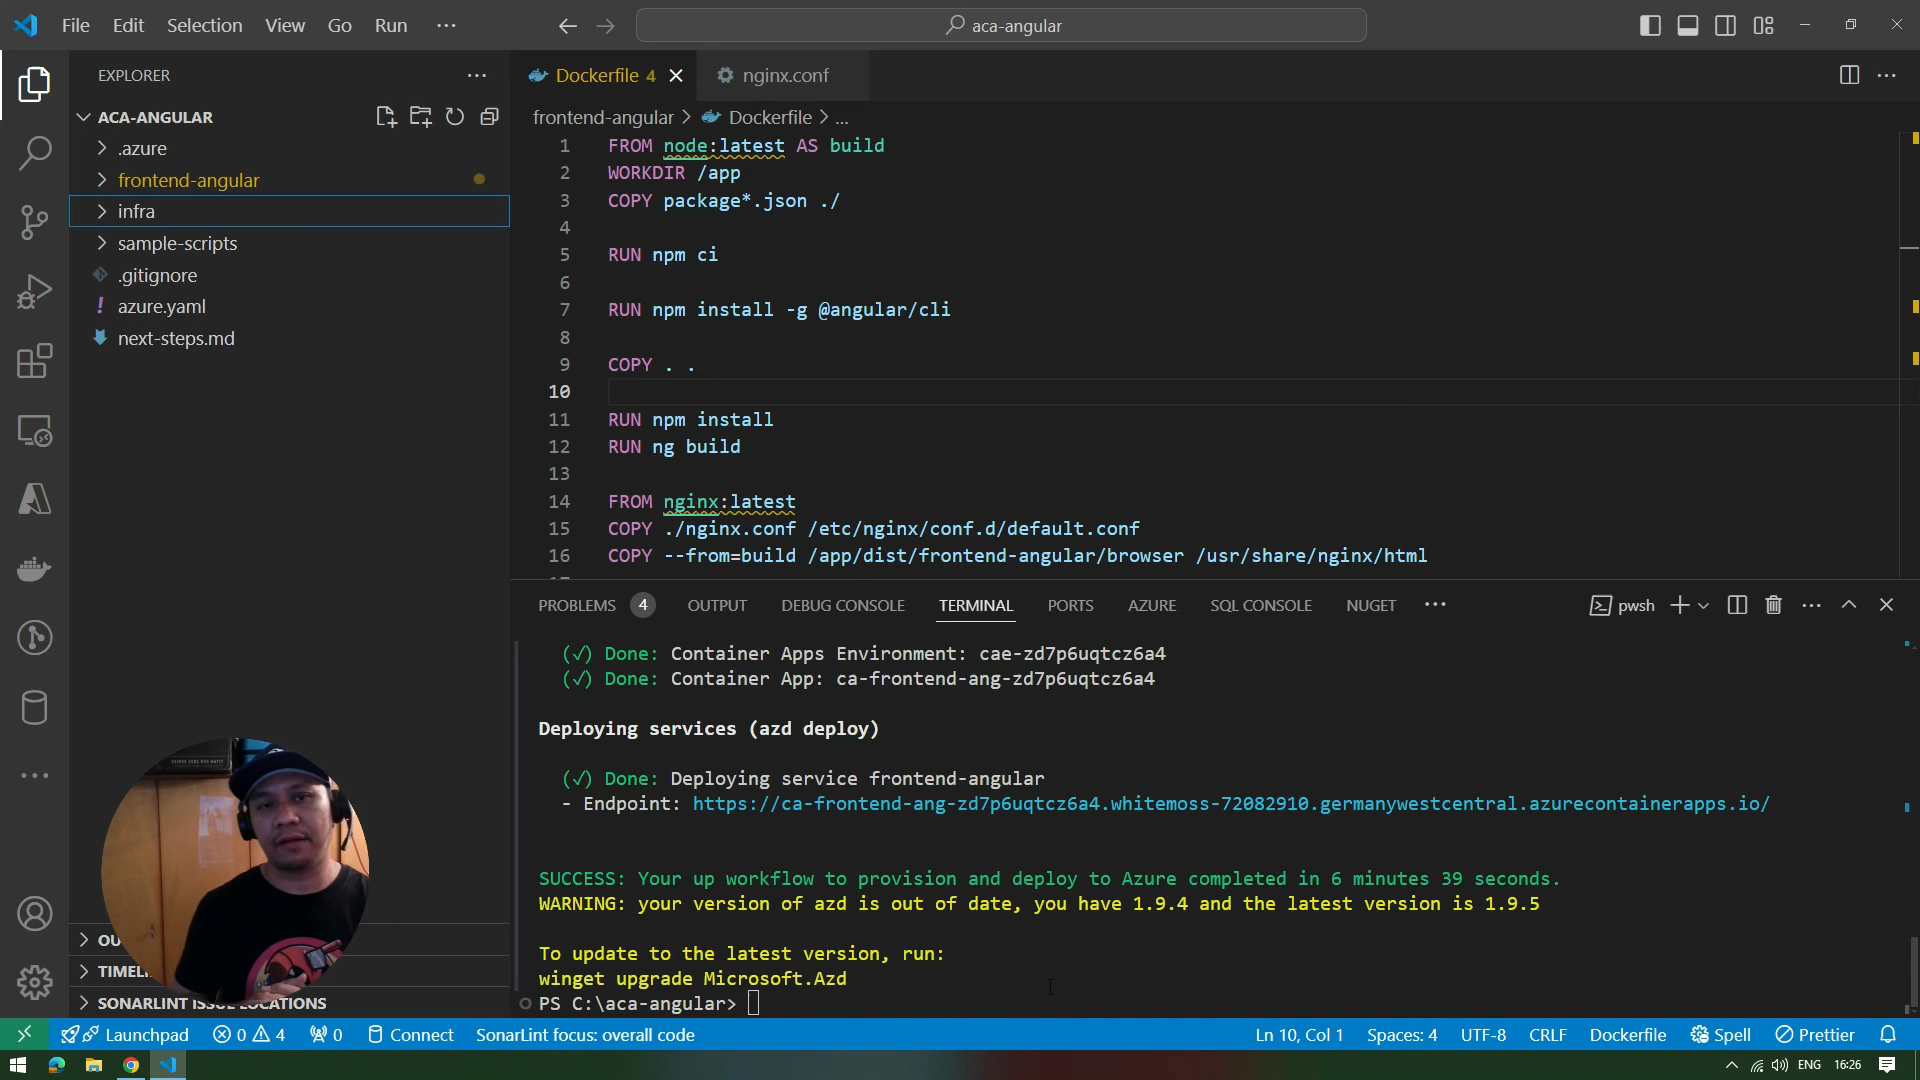 File Edit Selection View Go Run ···
aca-angular
EXPLORER
ACA-ANGULAR
.azure
frontend-angular
infra
sample-scripts
.gitignore
! azure.yaml
next-steps.md
OU
TIMEL
SONARLINT ISSUE LOCATIONS
Dockerfile 4
nginx.conf
frontend-angular > Dockerfile > ...
1 FROM node:latest AS build
2 WORKDIR /app
3 COPY package*.json ./
4
5 RUN npm ci
6
7 RUN npm install -g @angular/cli
8
9 COPY . .
10
11 RUN npm install
12 RUN ng build
13
14 FROM nginx:latest
15 COPY ./nginx.conf /etc/nginx/conf.d/default.conf
16 COPY --from=build /app/dist/frontend-angular/browser /usr/share/nginx/html
PROBLEMS 4 OUTPUT DEBUG CONSOLE TERMINAL PORTS AZURE SQL CONSOLE NUGET ··· pwsh
(√) Done: Container Apps Environment: cae-zd7p6uqtcz6a4
(√) Done: Container App: ca-frontend-ang-zd7p6uqtcz6a4
Deploying services (azd deploy)
(√) Done: Deploying service frontend-angular
- Endpoint: https://ca-frontend-ang-zd7p6uqtcz6a4.whitemoss-72082910.germanywestcentral.azurecontainerapps.io/
SUCCESS: Your up workflow to provision and deploy to Azure completed in 6 minutes 39 seconds.
WARNING: your version of azd is out of date, you have 1.9.4 and the latest version is 1.9.5
To update to the latest version, run:
winget upgrade Microsoft.Azd
PS C:\aca-angular>
Launchpad 0 4 0 Connect SonarLint focus: overall code Ln 10, Col 1 Spaces: 4 UTF-8 CRLF Dockerfile Spell Prettier
ENG 16:26